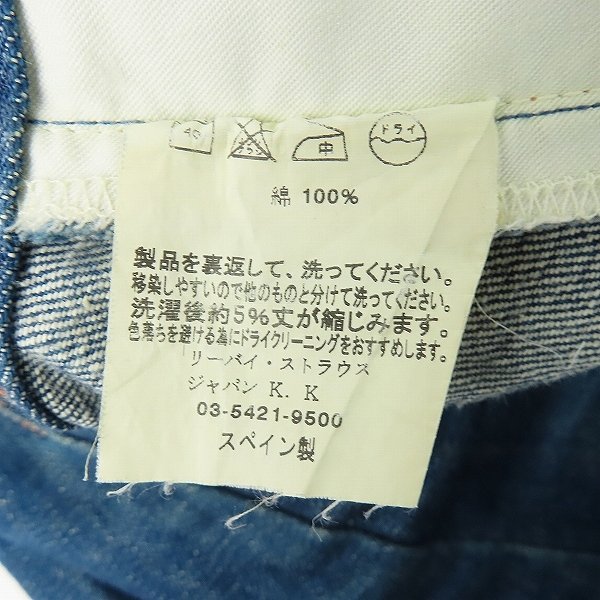 40
エンソ
中
ドライ
綿 100%
製品を裏返して、洗ってください。
移染しやすいので他のものと分けて洗ってください。
洗濯後約5%丈が縮じみます。
色落ちを避ける為にドライクリーニングをおすすめします。
リーバイ・ストラウス
ジャパン K. K
03-5421-9500
スペイン製